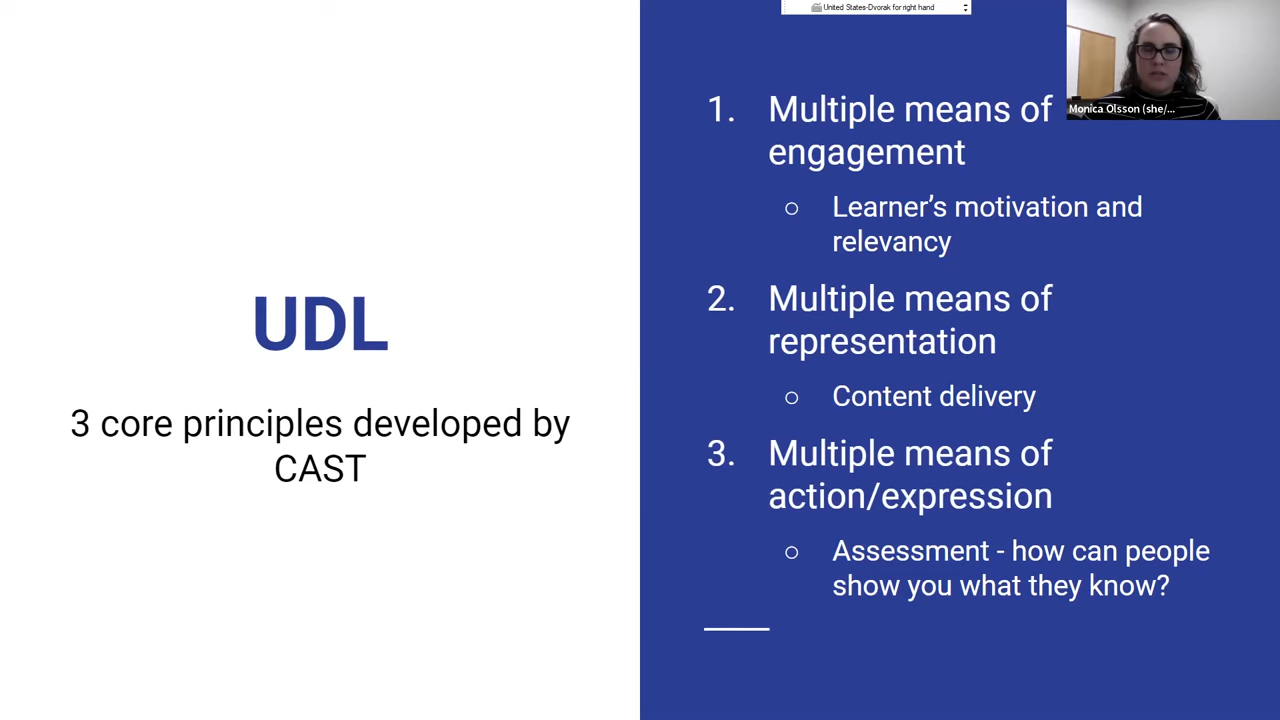 United States-Dvorak for right hand
Monica Olsson (she/...
UDL
3 core principles developed by
CAST
1. Multiple means of
engagement
○ Learner’s motivation and
relevancy
2. Multiple means of
representation
○ Content delivery
3. Multiple means of
action/expression
○ Assessment - how can people
show you what they know?